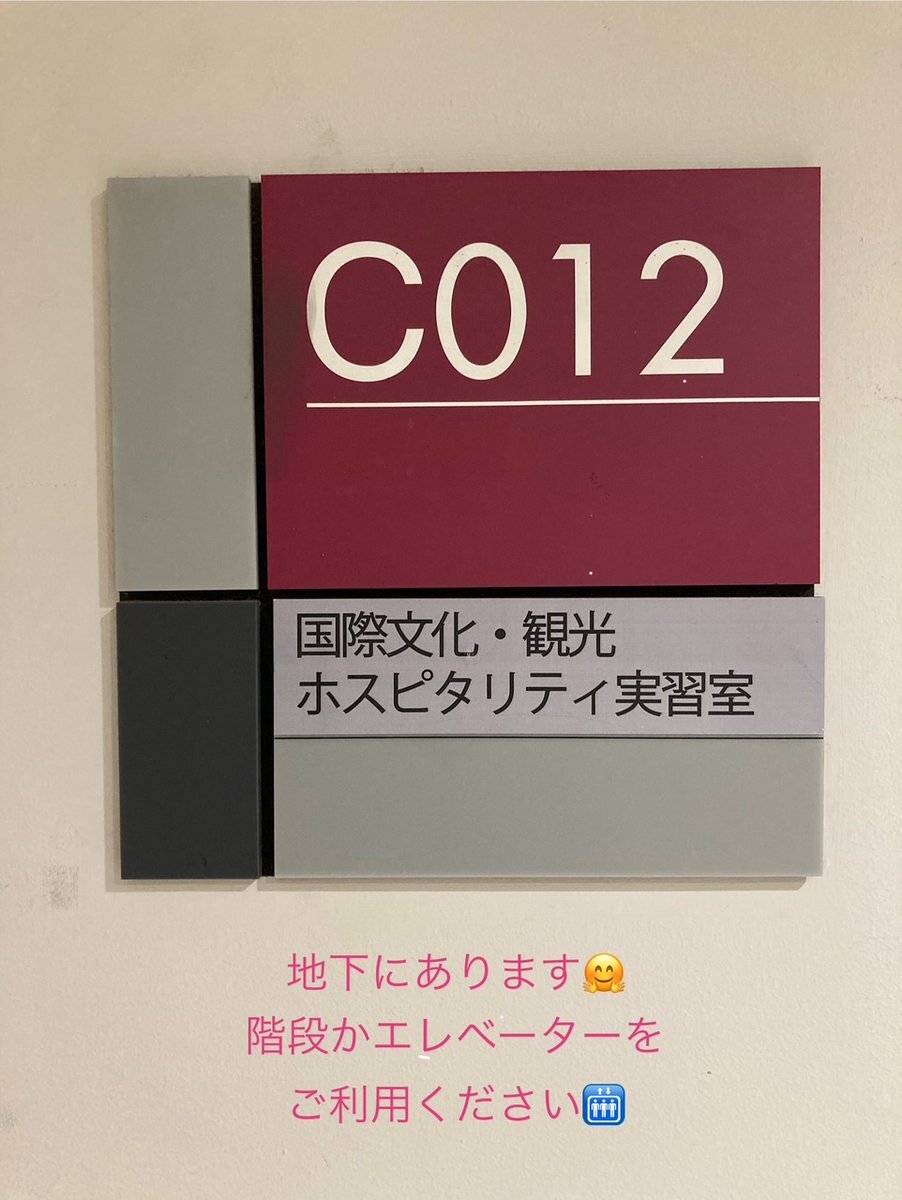 C012
国際文化・観光
ホスピタリティ実習室
地下にあります🤗
階段かエレベーターを
ご利用ください🛗